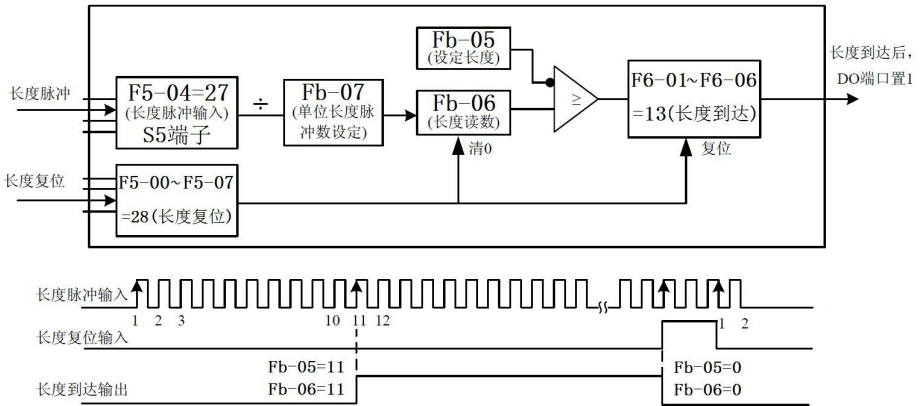 Fb-05
(设定长度)
长度到达后,
DO端口置1
长度脉冲
F5-04=27
(长度脉冲输入)
S5端子
÷
Fb-07
(单位长度脉
冲数设定)
Fb-06
(长度读数)
≥
F6-01~F6-06
=13(长度到达)
清0
复位
长度复位
F5-00~F5-07
=28(长度复位)
长度脉冲输入
1 2 3 10 11 12 1 2
长度复位输入
Fb-05=11 Fb-05=0
长度到达输出
Fb-06=11 Fb-06=0